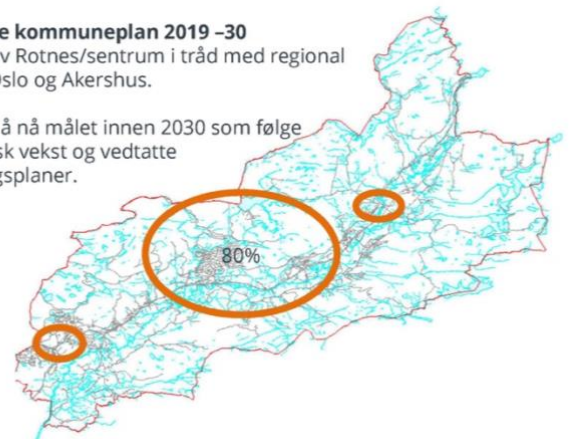 e kommuneplan 2019 –30
v Rotnes/sentrum i tråd med regional
Oslo og Akershus.
å nå målet innen 2030 som følge
sk vekst og vedtatte
gsplaner.
80%